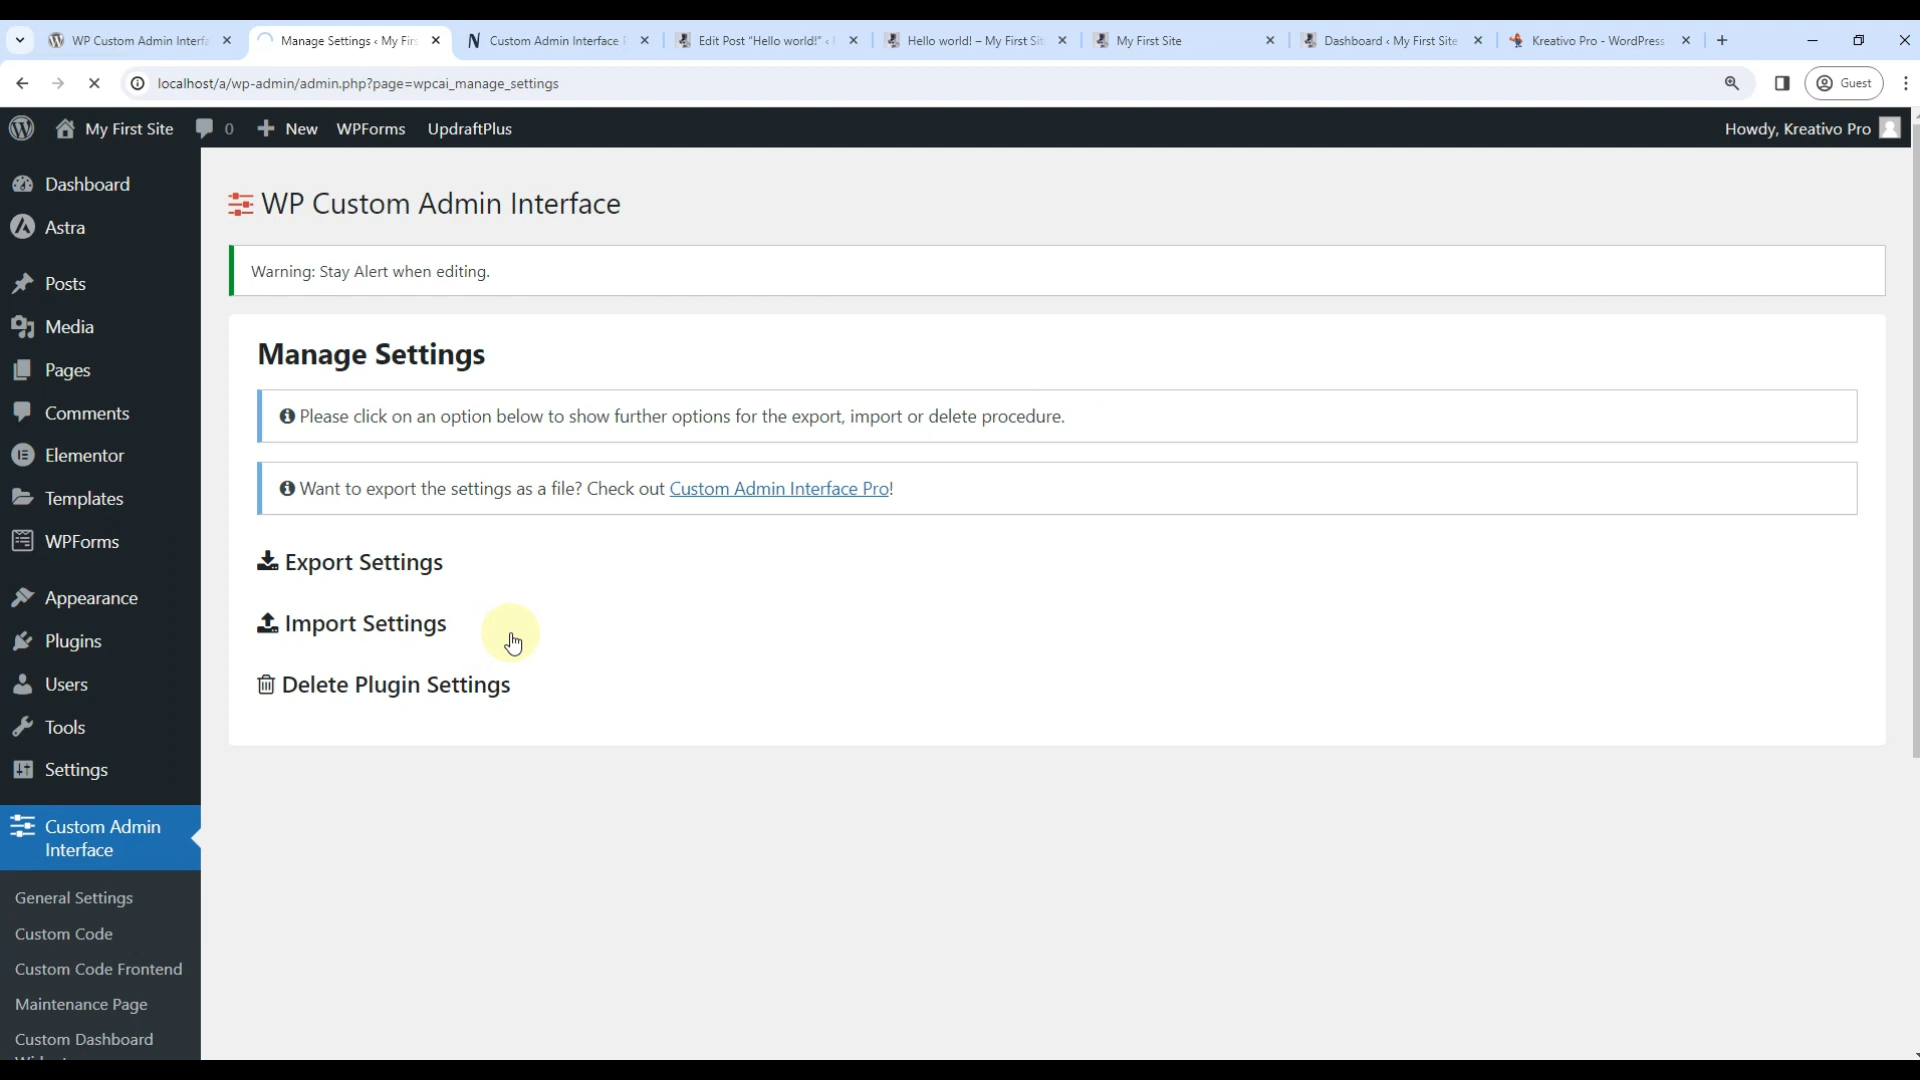 WP Custom Admin Interfa
Manage Settings ‹ My Firs
Custom Admin Interface
Edit Post "Hello world!" ‹
Hello world! – My First Sit
My First Site
Dashboard ‹ My First Site
Kreativo Pro - WordPress
localhost/a/wp-admin/admin.php?page=wpcai_manage_settings
Guest
My First Site
0
New
WPForms
UpdraftPlus
Howdy, Kreativo Pro
Dashboard
Astra
Posts
Media
Pages
Comments
Elementor
Templates
WPForms
Appearance
Plugins
Users
Tools
Settings
Custom Admin
Interface
General Settings
Custom Code
Custom Code Frontend
Maintenance Page
Custom Dashboard
WP Custom Admin Interface
Warning: Stay Alert when editing.
Manage Settings
Please click on an option below to show further options for the export, import or delete procedure.
Want to export the settings as a file? Check out Custom Admin Interface Pro!
Export Settings
Import Settings
Delete Plugin Settings